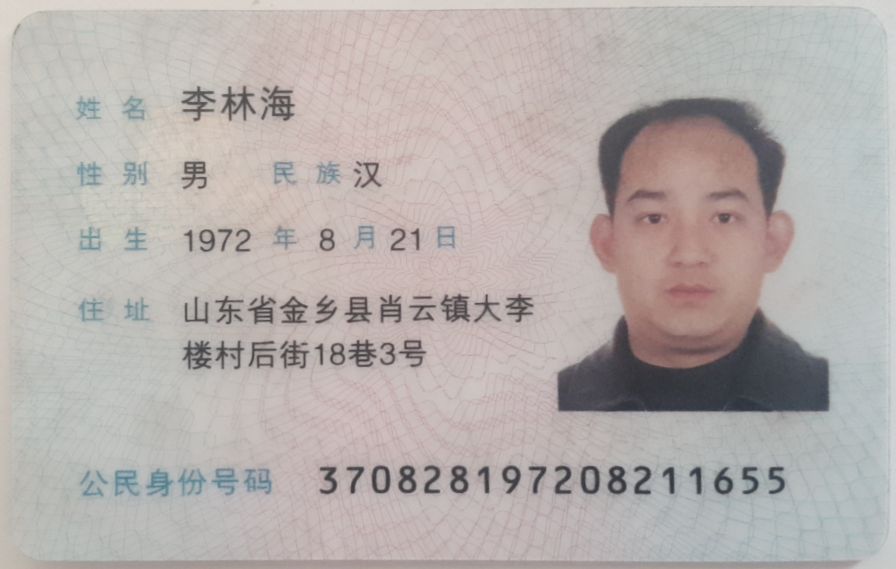 姓名 李林海
性别 男 民族 汉
出生 1972 年 8 月 21 日
住址 山东省金乡县肖云镇大李
楼村后街18巷3号
公民身份号码 370828197208211655